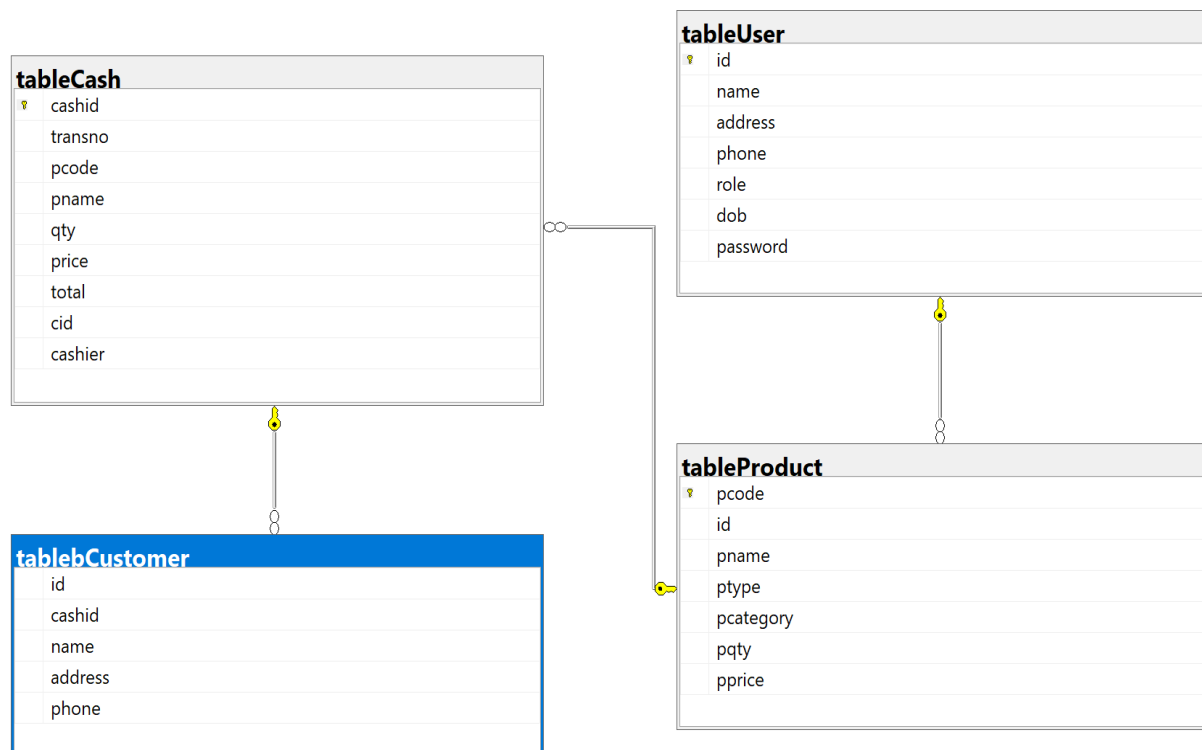 tableCash
cashid
transno
pcode
pname
qty
price
total
cid
cashier
tablebCustomer
id
cashid
name
address
phone
tableUser
id
name
address
phone
role
dob
password
tableProduct
pcode
id
pname
ptype
pcategory
pqty
pprice